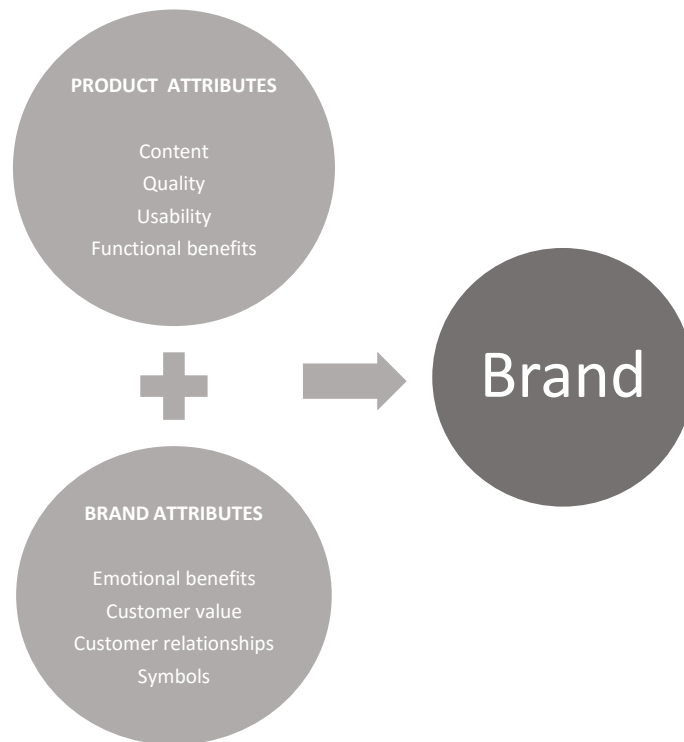 PRODUCT ATTRIBUTES
Content
Quality
Usability
Functional benefits
Brand
BRAND ATTRIBUTES
Emotional benefits
Customer value
Customer relationships
Symbols